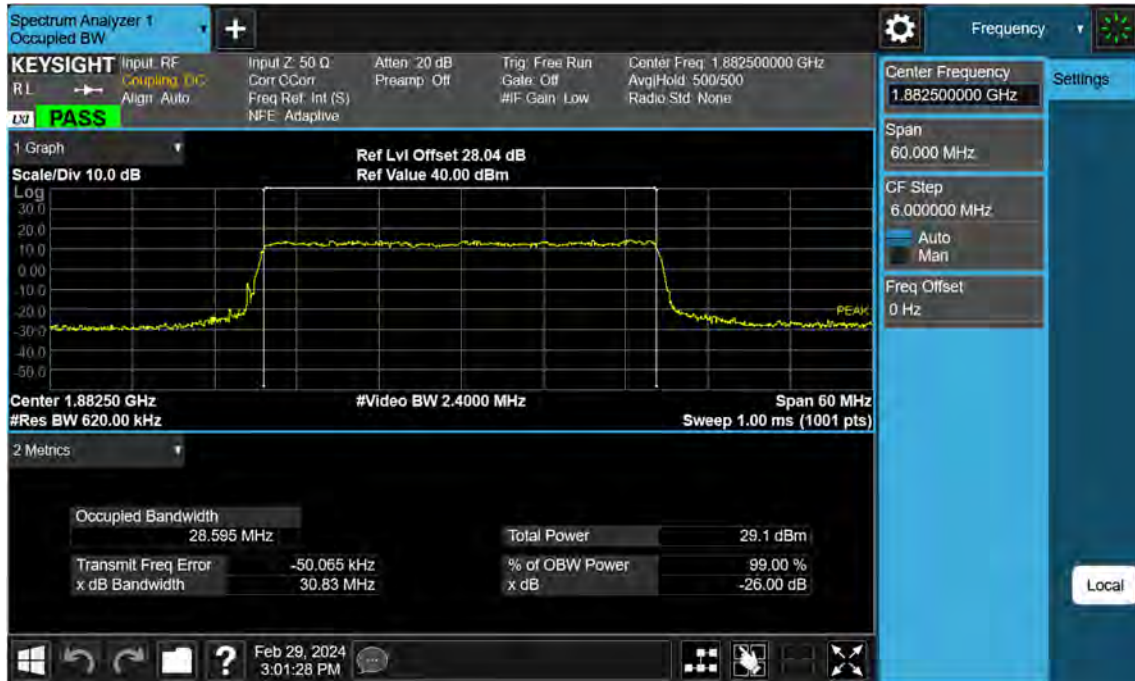 Spectrum Analyzer 1
Occupied BW
+
Frequency
KEYSIGHT
RL
LXI PASS
Input: RF
Coupling: DC
Align: Auto
Input Z: 50 Ω
Corr CCorr
Freq Ref: Int (S)
NFE: Adaptive
Atten: 20 dB
Preamp: Off
Trig: Free Run
Gate: Off
#IF Gain: Low
Center Freq: 1.882500000 GHz
Avg|Hold: 500/500
Radio Std: None
1 Graph
Scale/Div 10.0 dB
Ref Lvl Offset 28.04 dB
Ref Value 40.00 dBm
Log
30.0
20.0
10.0
0.00
-10.0
-20.0
-30.0
-40.0
-50.0
PEAK
Center 1.88250 GHz
#Video BW 2.4000 MHz
Span 60 MHz
#Res BW 620.00 kHz
Sweep 1.00 ms (1001 pts)
2 Metrics
Occupied Bandwidth
28.595 MHz
Total Power 29.1 dBm
Transmit Freq Error -50.065 kHz
% of OBW Power 99.00 %
x dB Bandwidth 30.83 MHz
x dB -26.00 dB
Feb 29, 2024
3:01:28 PM
?
Center Frequency
1.882500000 GHz
Settings
Span
60.000 MHz
CF Step
6.000000 MHz
Auto
Man
Freq Offset
0 Hz
Local